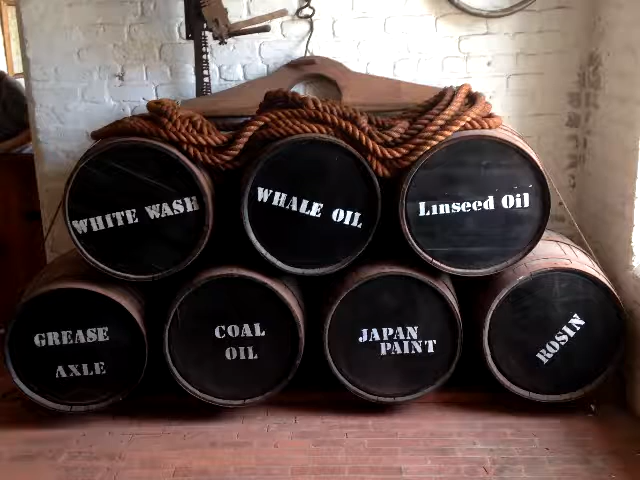 WHITE WASH
WHALE OIL
Linseed Oil
GREASE
AXLE
COAL
OIL
JAPAN
PAINT
ROSIN